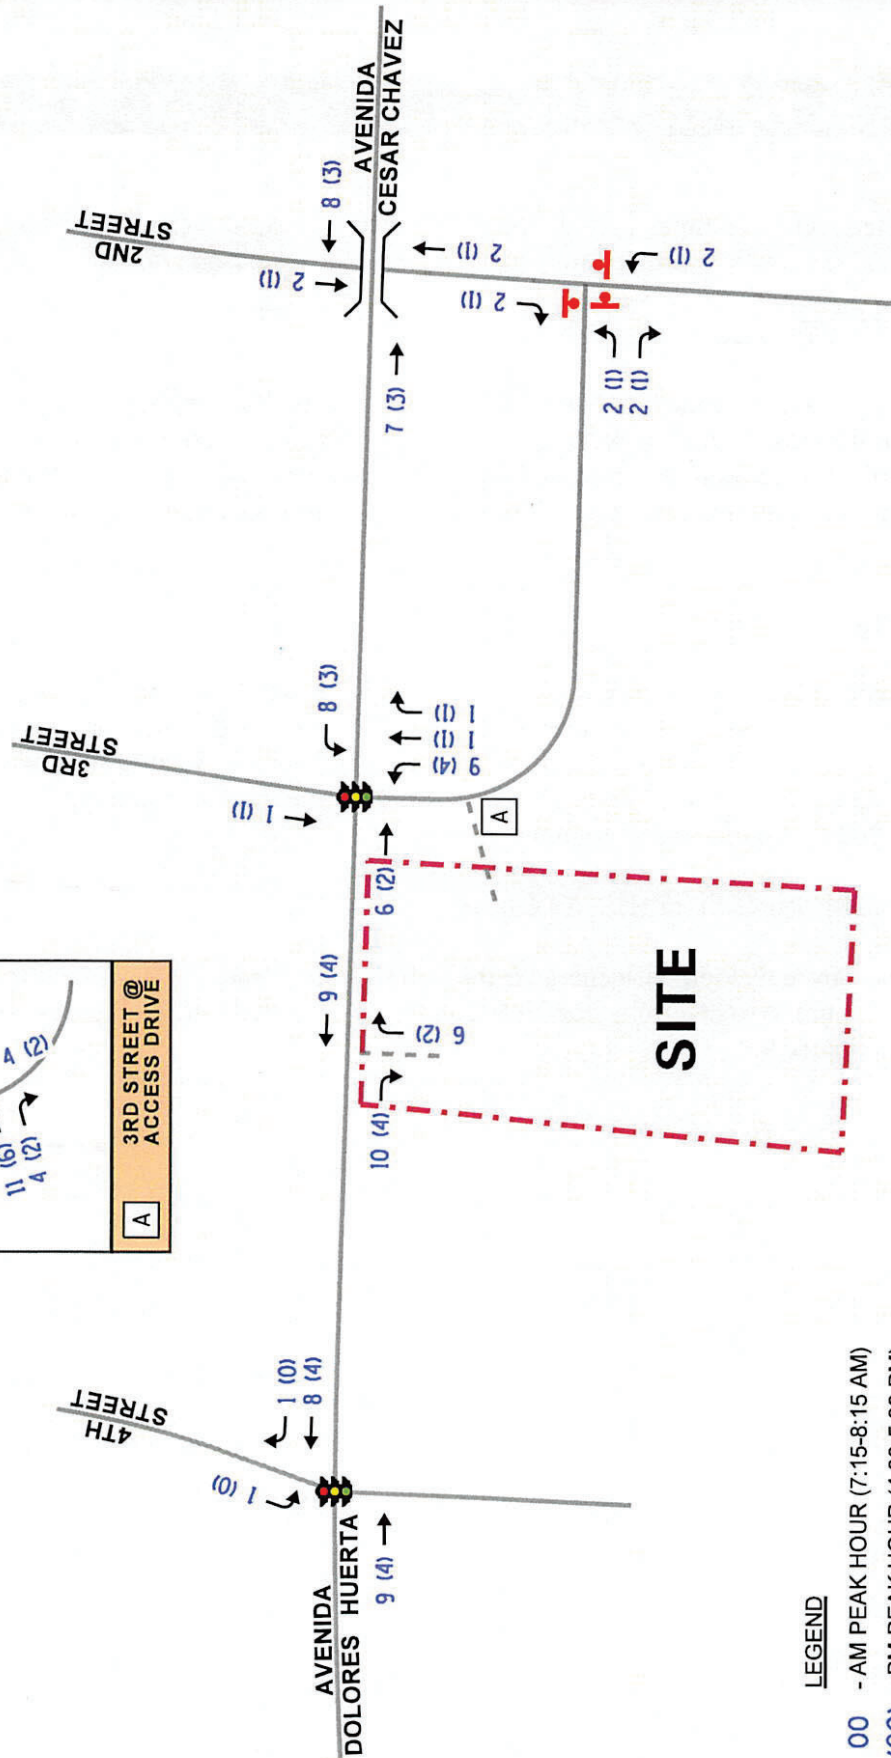 2ND
STREET
AVENIDA
CESAR CHAVEZ
8 (3)
2 (1)
7 (3)
2 (1)
2 (1)
2 (1)
2 (1)
2 (1)
3RD
STREET
8 (3)
1 (1)
9 (4)
1 (1)
1 (1)
A
6 (2)
9 (4)
6 (2)
10 (4)
SITE
4 (2)
11 (6)
4 (2)
A
3RD STREET @
ACCESS DRIVE
4TH
STREET
1 (0)
8 (4)
1 (0)
AVENIDA
DOLORES HUERTA
9 (4)
LEGEND
00 - AM PEAK HOUR (7:15-8:15 AM)